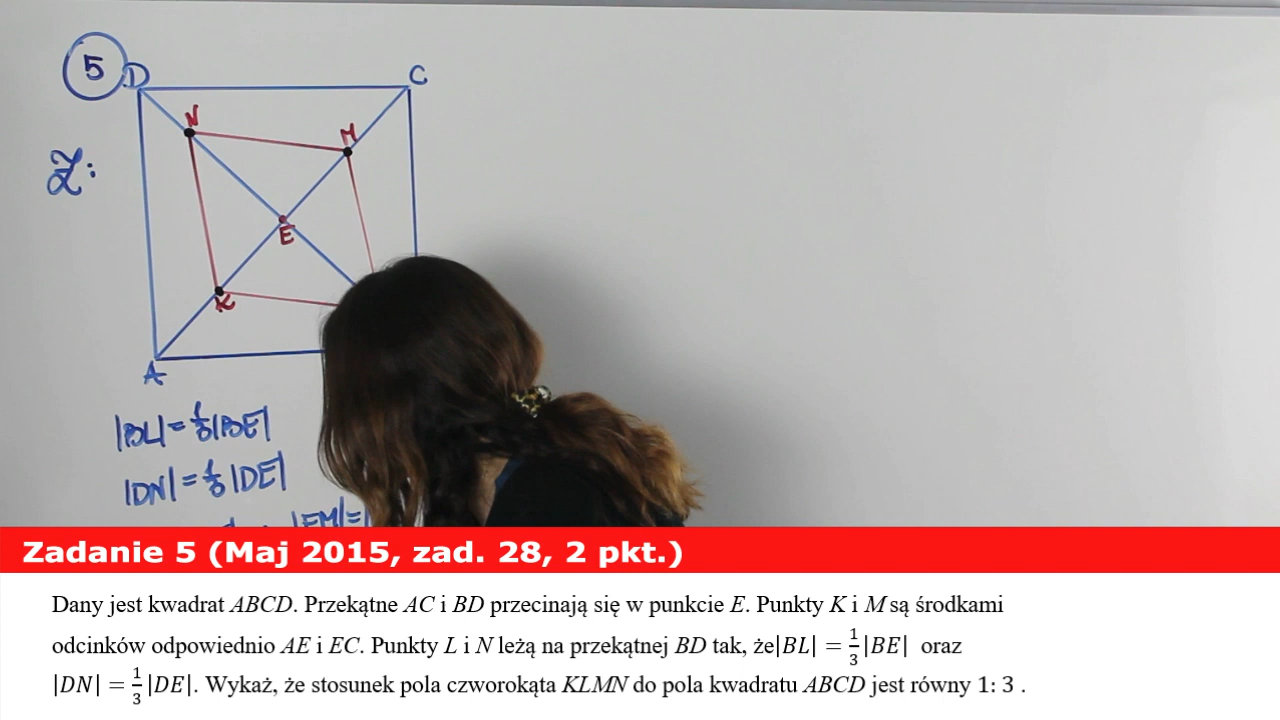 5
D
C
N
M
Z:
E
K
A
|BL| = 1/3 |BE|
|DN| = 1/3 |DE|
|EM| =
Zadanie 5 (Maj 2015, zad. 28, 2 pkt.)
Dany jest kwadrat ABCD. Przekątne AC i BD przecinają się w punkcie E. Punkty K i M są środkami
odcinków odpowiednio AE i EC. Punkty L i N leżą na przekątnej BD tak, że|BL| = 1/3 |BE| oraz
|DN| = 1/3 |DE|. Wykaż, że stosunek pola czworokąta KLMN do pola kwadratu ABCD jest równy 1: 3 .